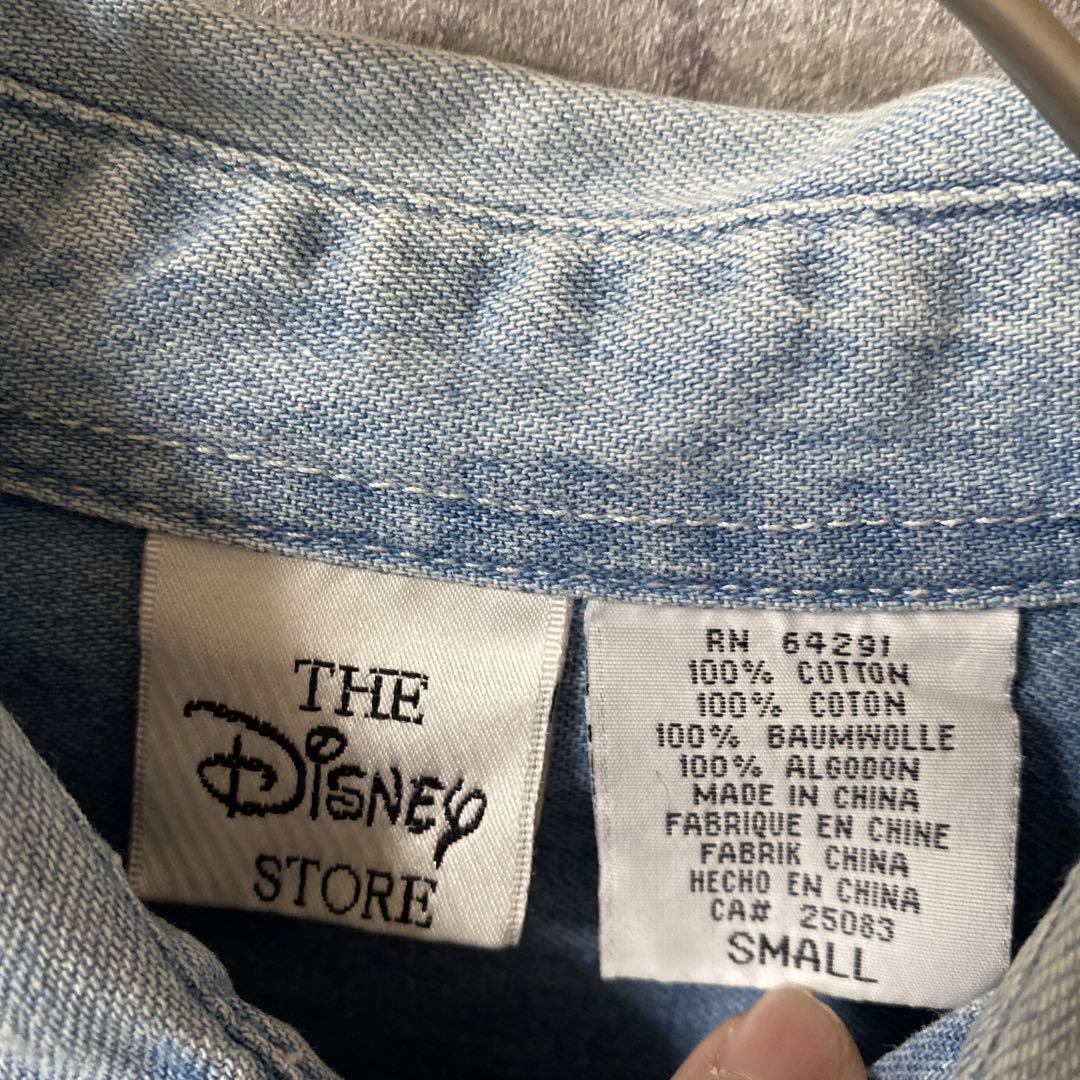 THE
Disney
STORE
RN 64291
100% COTTON
100% COTON
100% BAUMWOLLE
100% ALGODON
MADE IN CHINA
FABRIQUE EN CHINE
FABRIK CHINA
HECHO EN CHINA
CA# 25083
SMALL